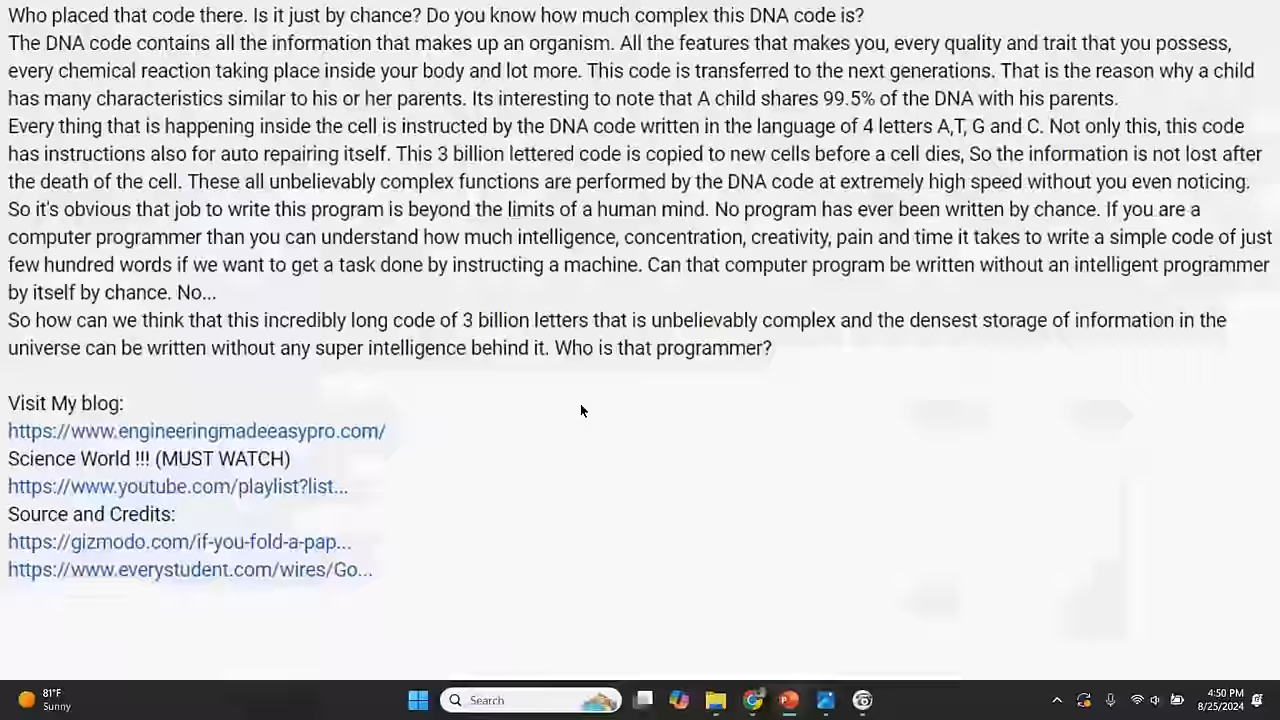 Who placed that code there. Is it just by chance? Do you know how much complex this DNA code is?
The DNA code contains all the information that makes up an organism. All the features that makes you, every quality and trait that you possess,
every chemical reaction taking place inside your body and lot more. This code is transferred to the next generations. That is the reason why a child
has many characteristics similar to his or her parents. Its interesting to note that A child shares 99.5% of the DNA with his parents.
Every thing that is happening inside the cell is instructed by the DNA code written in the language of 4 letters A,T, G and C. Not only this, this code
has instructions also for auto repairing itself. This 3 billion lettered code is copied to new cells before a cell dies, So the information is not lost after
the death of the cell. These all unbelievably complex functions are performed by the DNA code at extremely high speed without you even noticing.
So it's obvious that job to write this program is beyond the limits of a human mind. No program has ever been written by chance. If you are a
computer programmer than you can understand how much intelligence, concentration, creativity, pain and time it takes to write a simple code of just
few hundred words if we want to get a task done by instructing a machine. Can that computer program be written without an intelligent programmer
by itself by chance. No...
So how can we think that this incredibly long code of 3 billion letters that is unbelievably complex and the densest storage of information in the
universe can be written without any super intelligence behind it. Who is that programmer?
Visit My blog:
https://www.engineeringmadeeasypro.com/
Science World !!! (MUST WATCH)
https://www.youtube.com/playlist?list...
Source and Credits:
https://gizmodo.com/if-you-fold-a-pap...
https://www.everystudent.com/wires/Go...
81°F
Sunny
Search
4:50 PM
8/25/2024